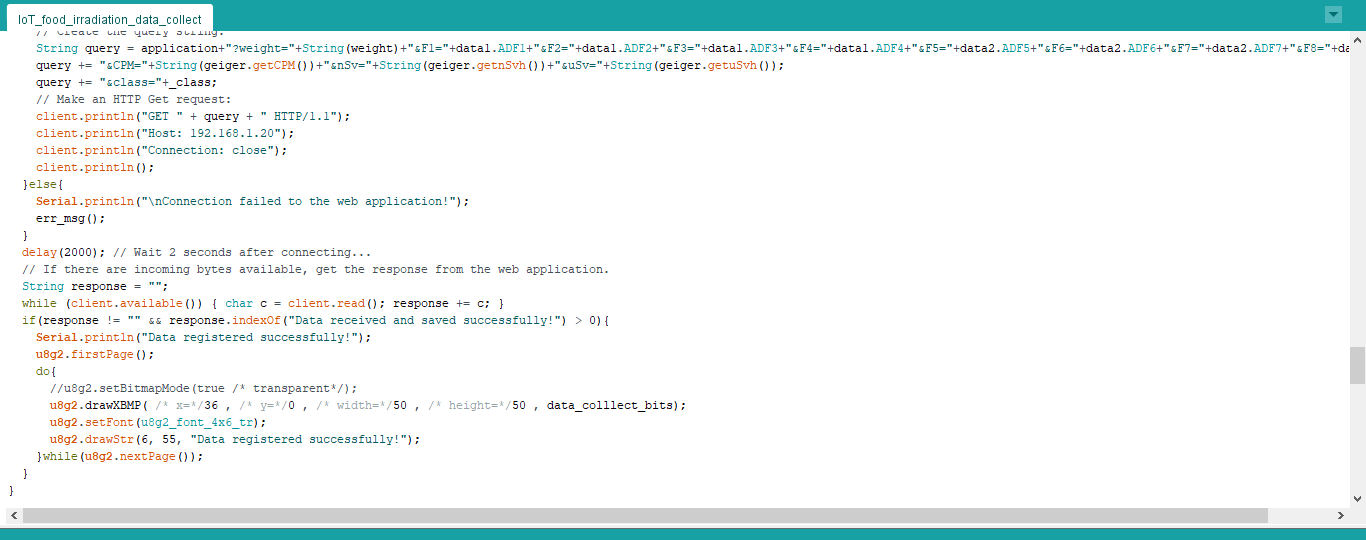 IoT_food_irradiation_data_collect
// Create the query string:
String query = application+"?weight="+String(weight)+"&F1="+data1.ADF1+"&F2="+data1.ADF2+"&F3="+data1.ADF3+"&F4="+data1.ADF4+"&F5="+data2.ADF5+"&F6="+data2.ADF6+"&F7="+data2.ADF7+"&F8="+da
query += "&CPM="+String(geiger.getCPM())+"&nSv="+String(geiger.getnSvh())+"&uSv="+String(geiger.getuSvh());
query += "&class="+_class;
// Make an HTTP Get request:
client.println("GET " + query + " HTTP/1.1");
client.println("Host: 192.168.1.20");
client.println("Connection: close");
client.println();
}else{
Serial.println("\nConnection failed to the web application!");
err_msg();
}
delay(2000); // Wait 2 seconds after connecting...
// If there are incoming bytes available, get the response from the web application.
String response = "";
while (client.available()) { char c = client.read(); response += c; }
if(response != "" && response.indexOf("Data received and saved successfully!") > 0){
Serial.println("Data registered successfully!");
u8g2.firstPage();
do{
//u8g2.setBitmapMode(true /* transparent*/);
u8g2.drawXBMP( /* x=*/36 , /* y=*/0 , /* width=*/50 , /* height=*/50 , data_colllect_bits);
u8g2.setFont(u8g2_font_4x6_tr);
u8g2.drawStr(6, 55, "Data registered successfully!");
}while(u8g2.nextPage());
}
}